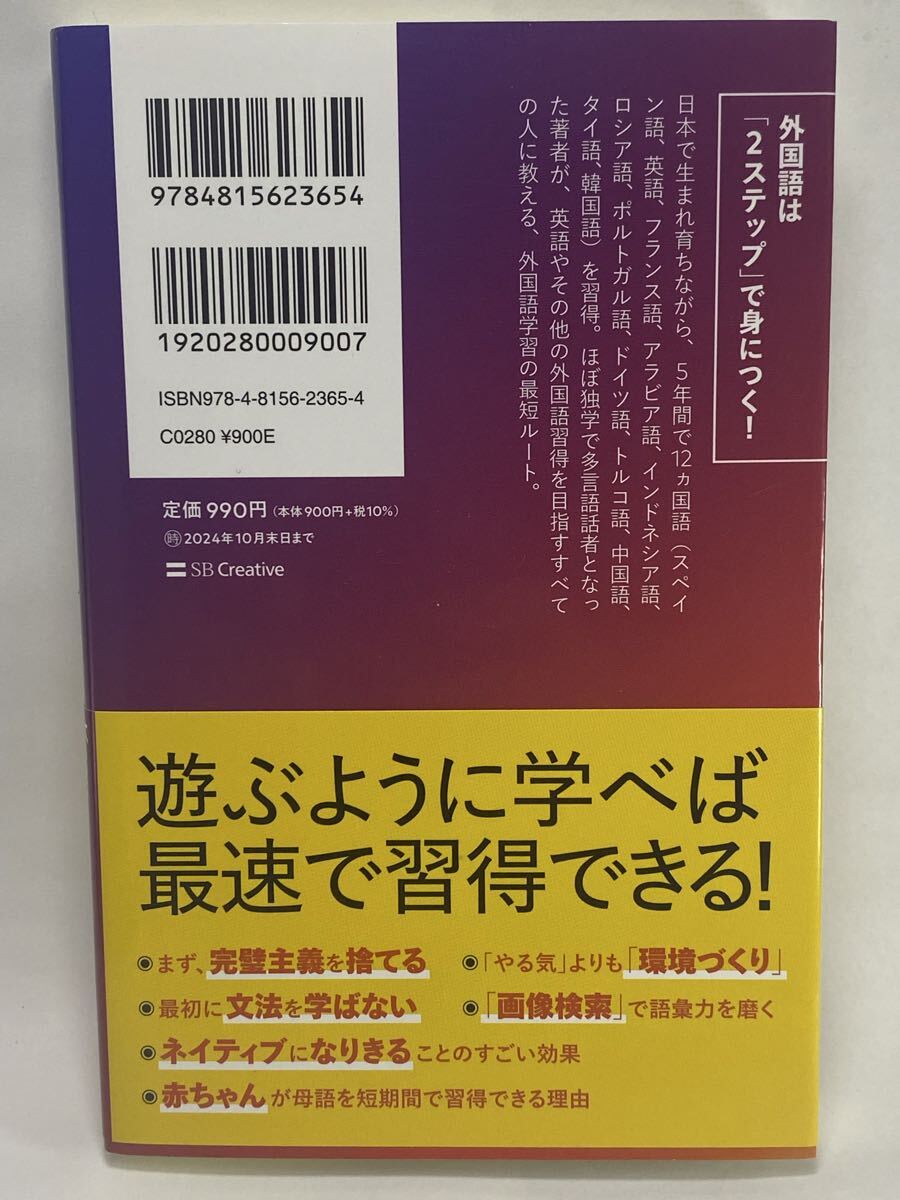 外国語は
「2ステップ」で身につく!
日本で生まれ育ちながら、5年間で12ヵ国語（スペイ
ン語、英語、フランス語、アラビア語、インドネシア語、
ロシア語、ポルトガル語、ドイツ語、トルコ語、中国語、
タイ語、韓国語）を習得。ほぼ独学で多言語話者となっ
た著者が、英語やその他の外国語習得を目指すすべて
の人に教える、外国語学習の最短ルート。
9784815623654
1920280009007
ISBN978-4-8156-2365-4
C0280 ¥900E
定価990円（本体900円+税10%）
時 2024年10月末日まで
SB Creative
遊ぶように学べば
最速で習得できる!
まず、完璧主義を捨てる
「やる気」よりも「環境づくり」
最初に文法を学ばない
「画像検索」で語彙力を磨く
ネイティブになりきることのすごい効果
赤ちゃんが母語を短期間で習得できる理由